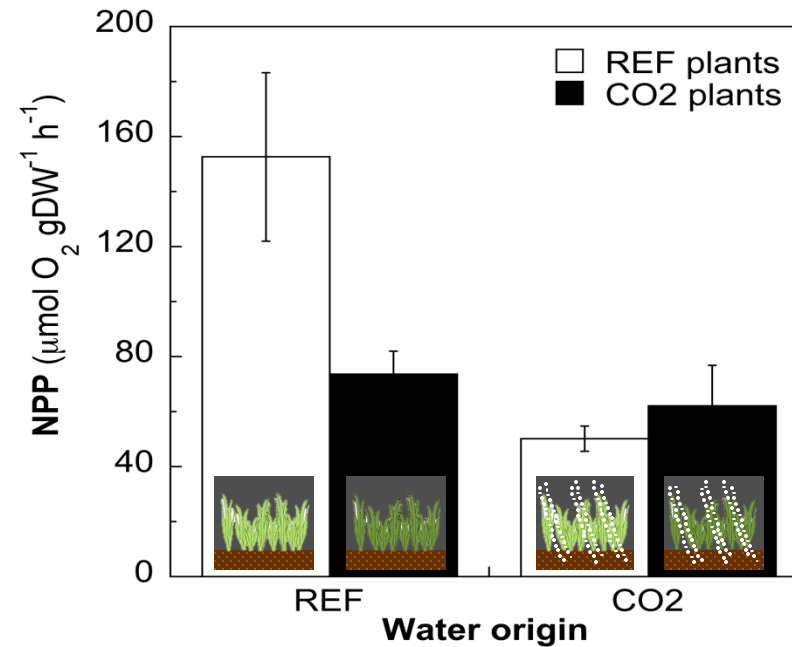 200
160
120
80
40
0
NPP (μmol O2 gDW-1 h-1)
REF plants
CO2 plants
REF
CO2
Water origin